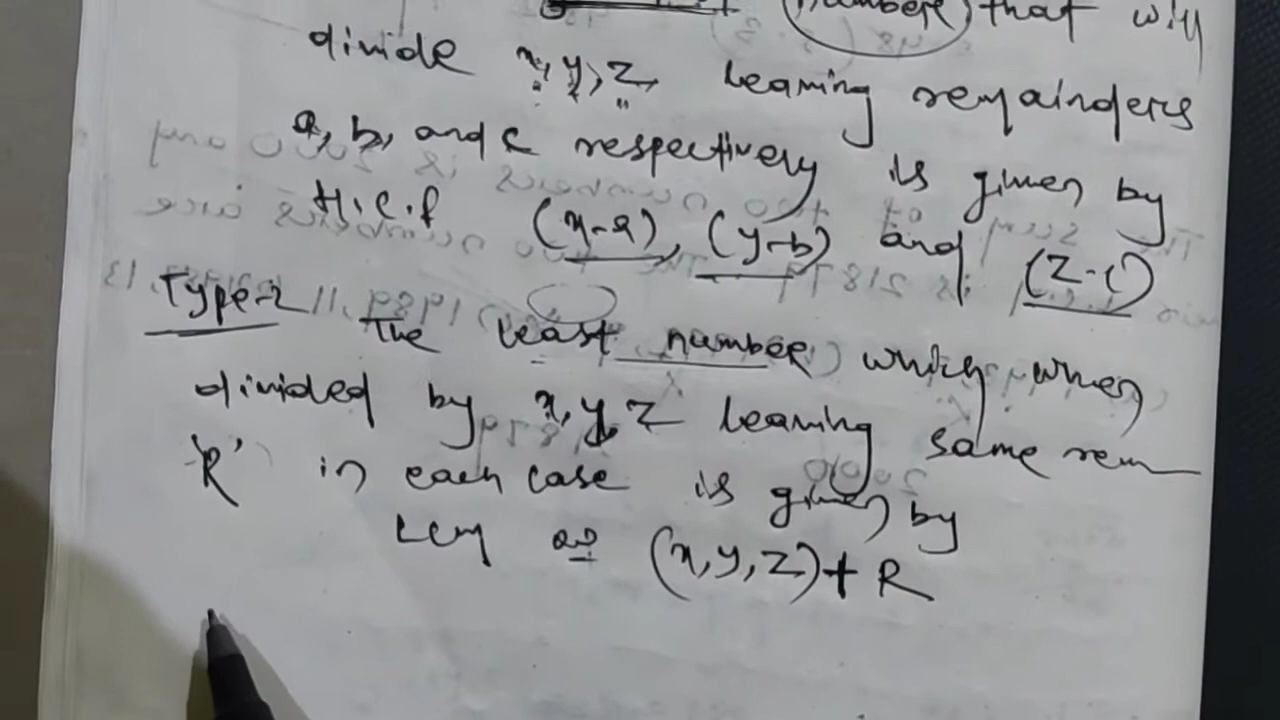 number that will
divide x, y, z, leaving remainders
a, b, and c respectively is given by
H.C.f (x-a), (y-b) and (z-c)
Type-2 The least number which when
divided by x, y, z leaving same rem
'R' in each case is given by
Lcm of (x, y, z) + R